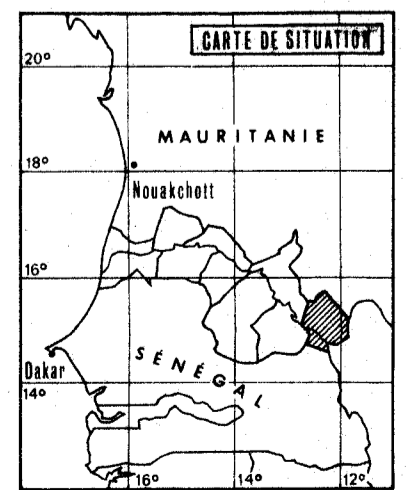 CARTE DE SITUATION
20°
MAURITANIE
18°
Nouakchott
16°
Dakar
SÉNÉGAL
14°
16° 14° 12°